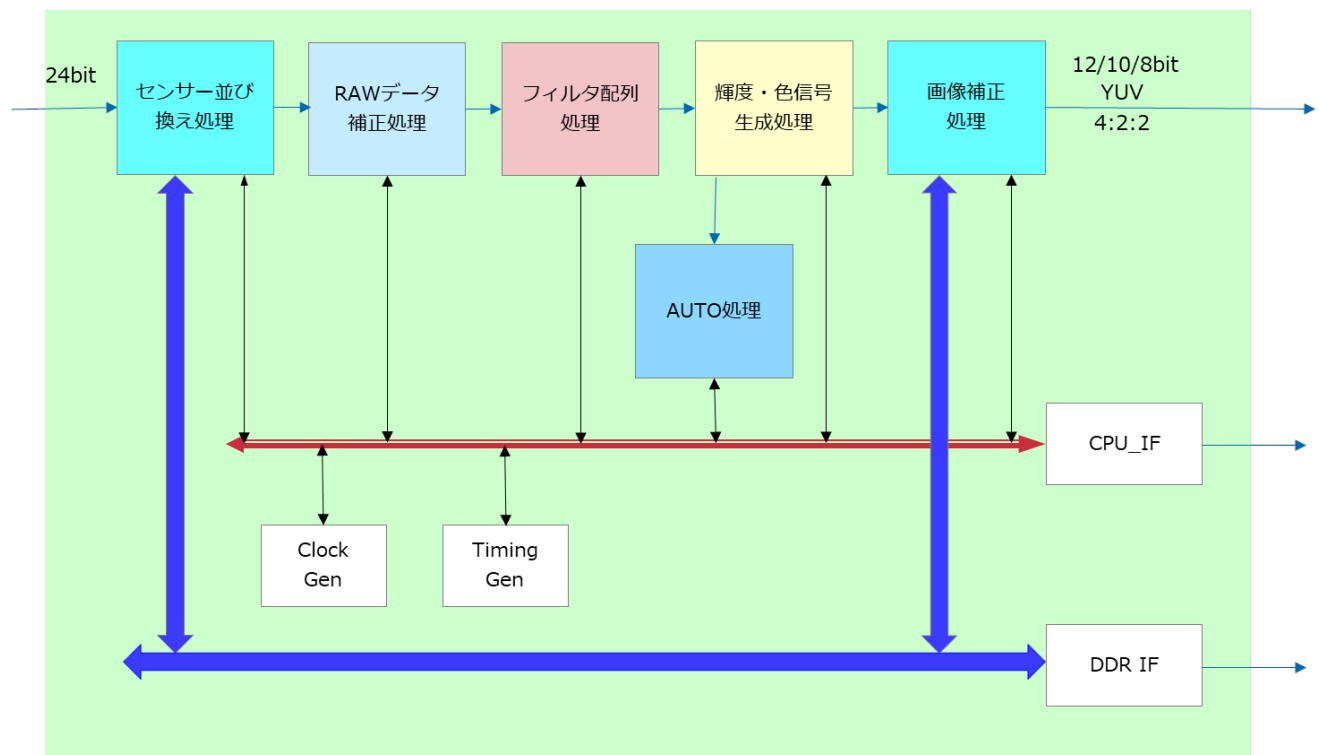 24bit
センサー並び
換え処理
RAWデータ
補正処理
フィルタ配列
処理
輝度・色信号
生成処理
画像補正
処理
12/10/8bit
YUV
4:2:2
AUTO処理
CPU_IF
Clock
Gen
Timing
Gen
DDR IF